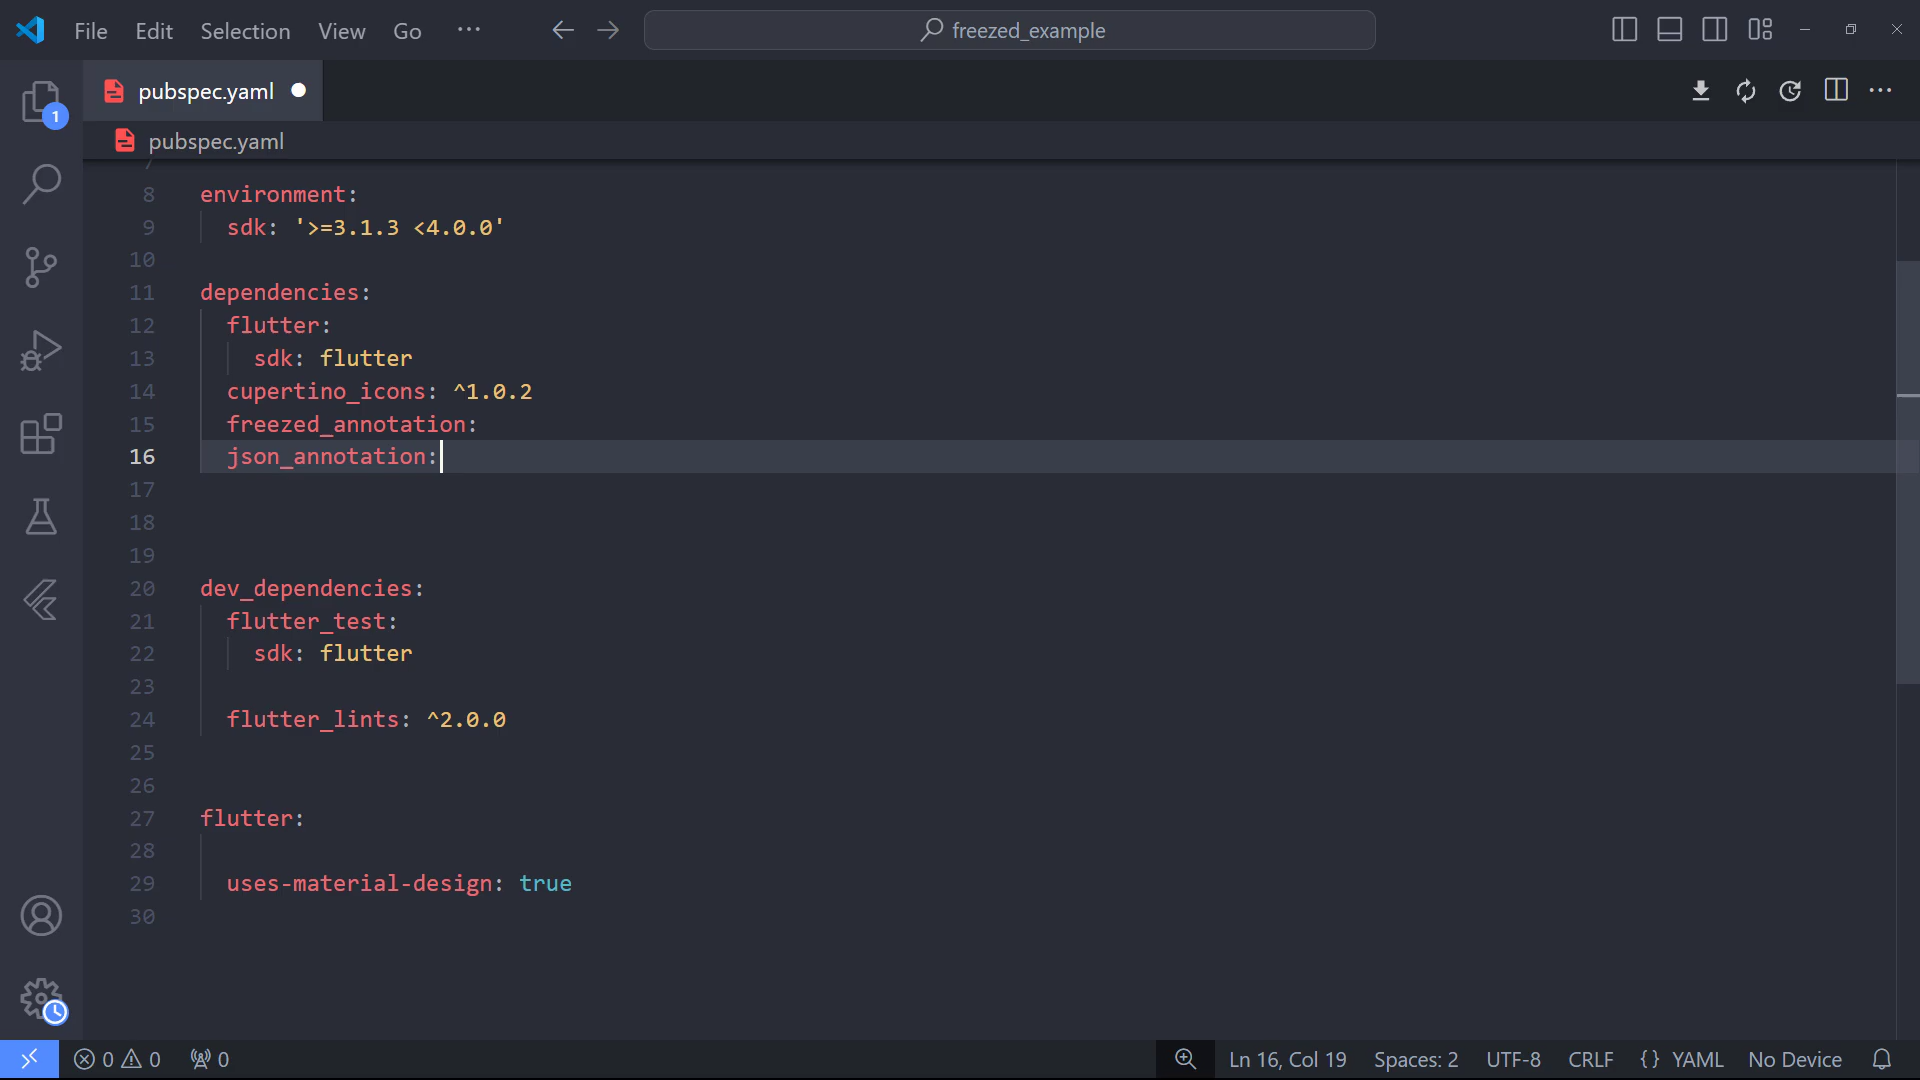 File Edit Selection View Go ··· freezed_example
pubspec.yaml
1
pubspec.yaml
7
8 environment:
9 sdk: '>=3.1.3 <4.0.0'
10
11 dependencies:
12 flutter:
13 sdk: flutter
14 cupertino_icons: ^1.0.2
15 freezed_annotation:
16 json_annotation:
17
18
19
20 dev_dependencies:
21 flutter_test:
22 sdk: flutter
23
24 flutter_lints: ^2.0.0
25
26
27 flutter:
28
29 uses-material-design: true
30
0 0 0 Ln 16, Col 19 Spaces: 2 UTF-8 CRLF {} YAML No Device